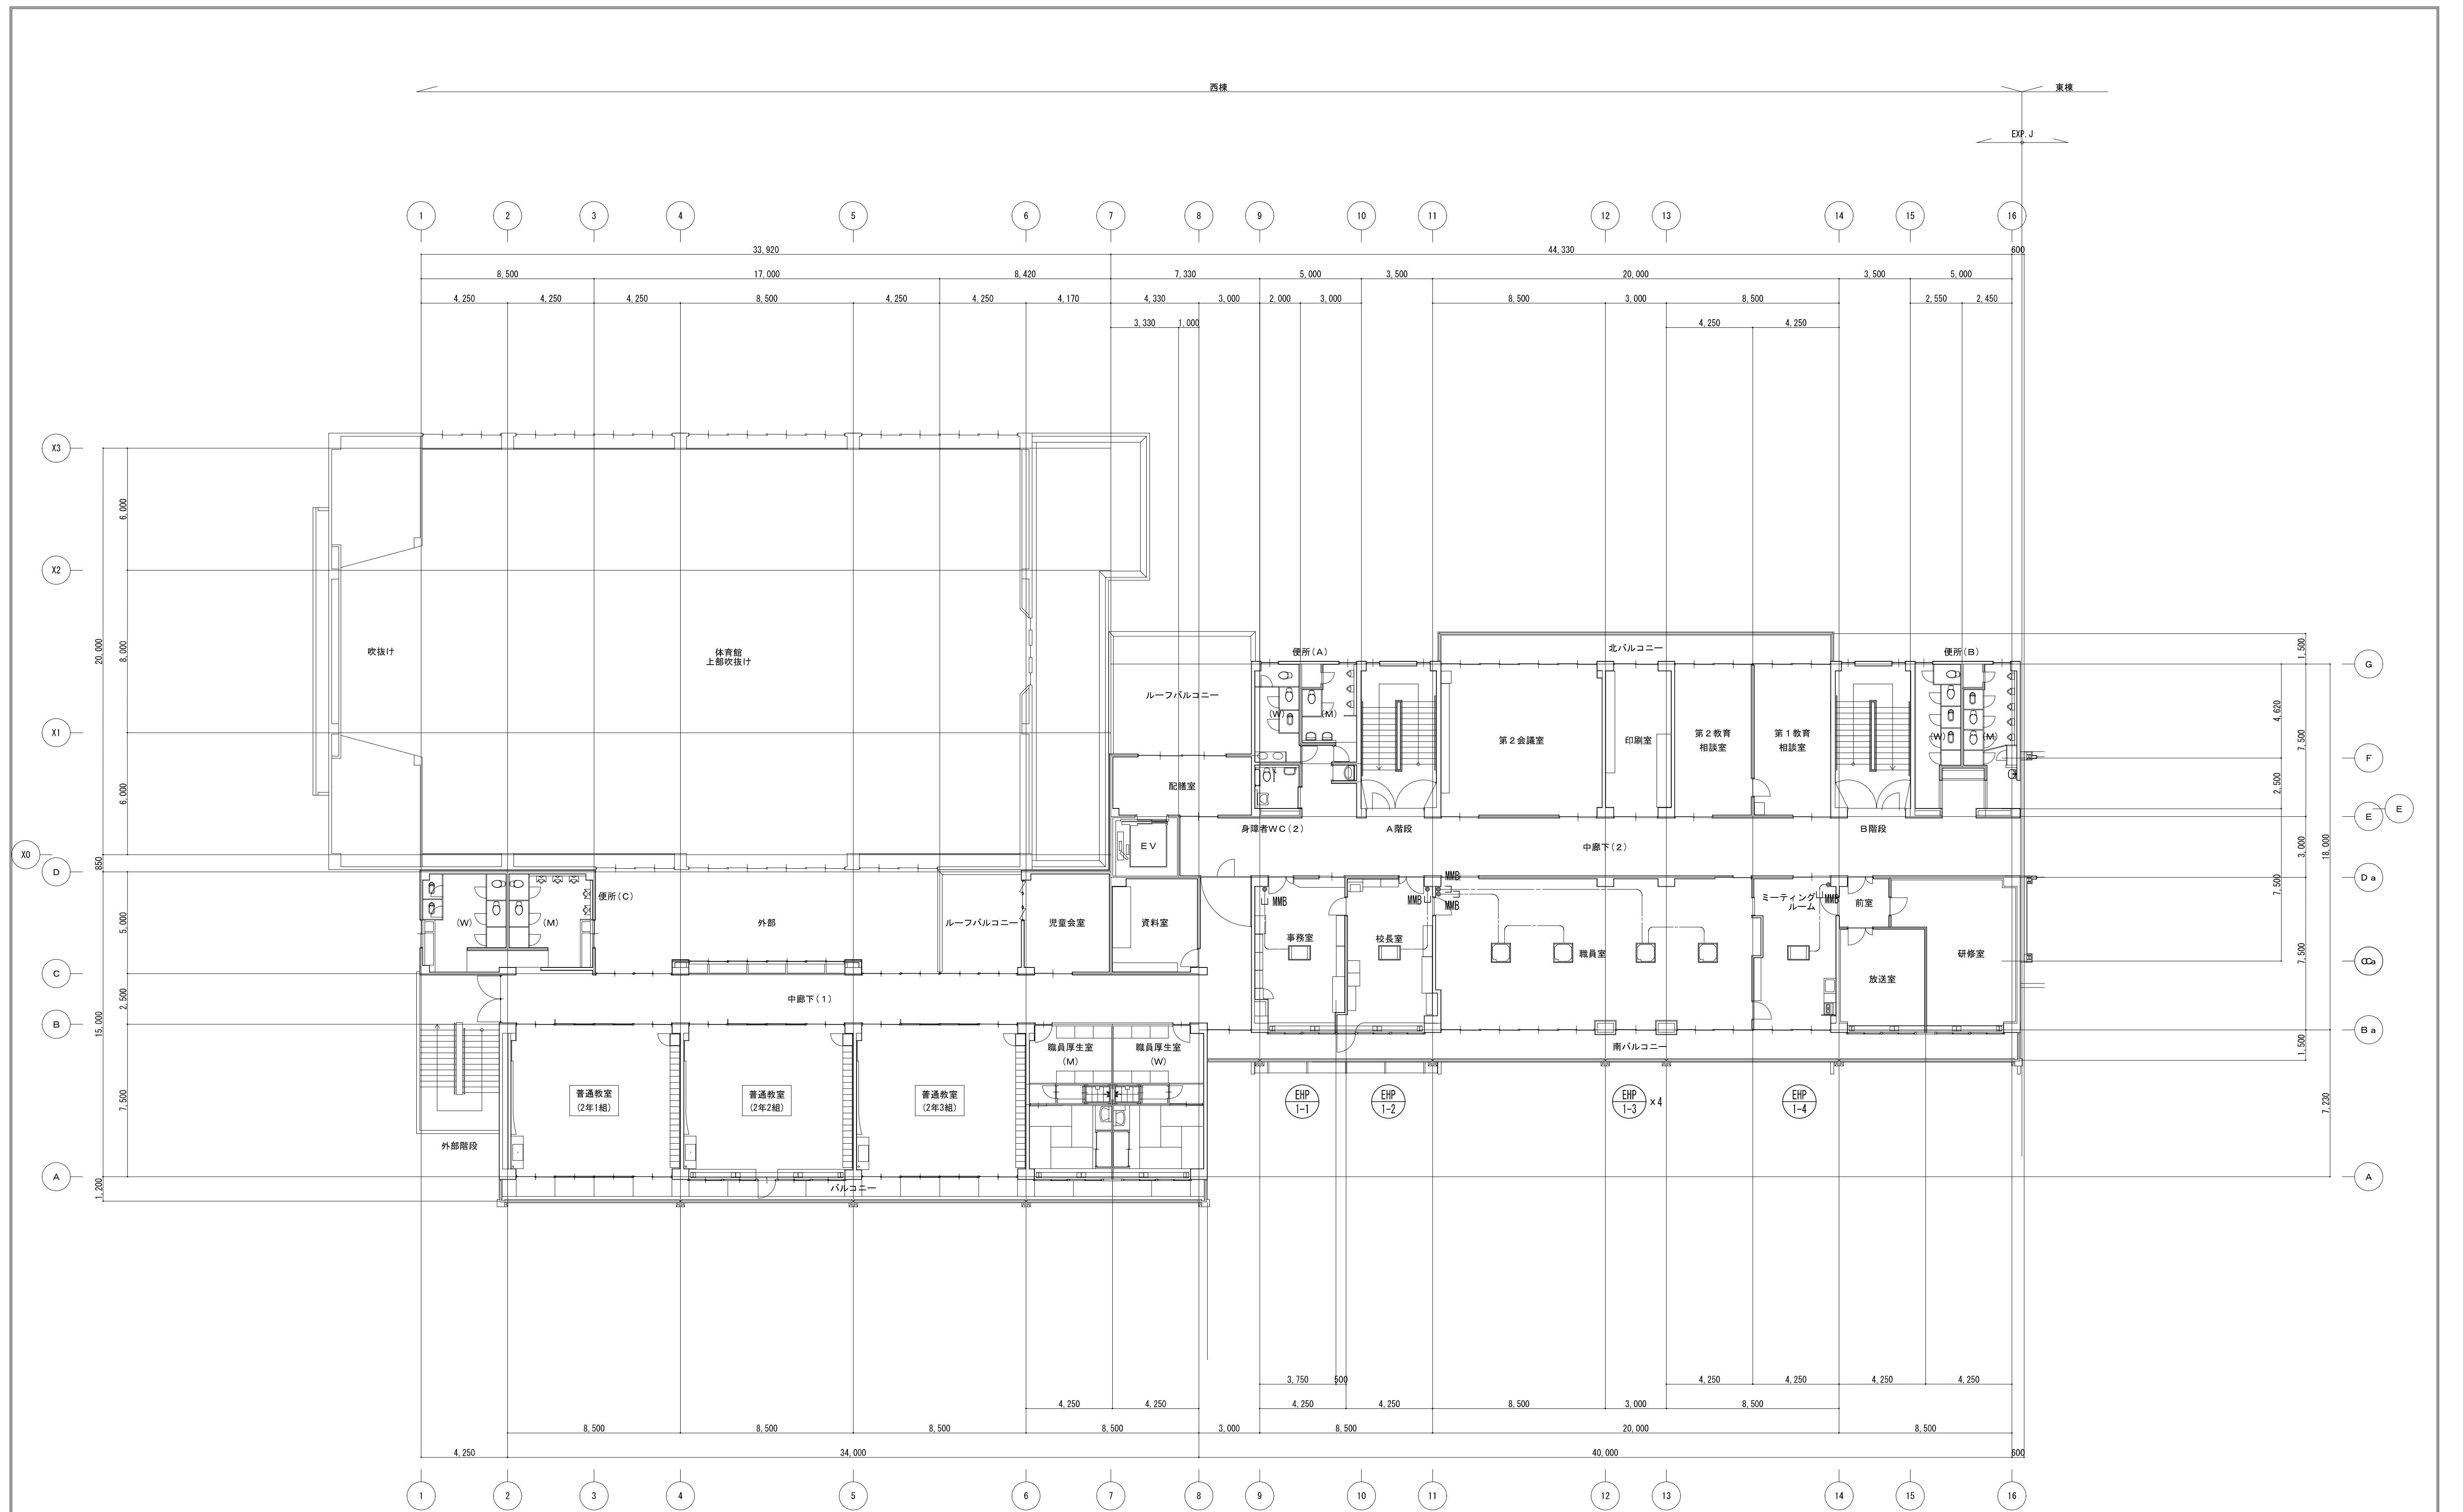 西棟
東棟
EXP.J
1
2
3
4
5
6
7
8
9
10
11
12
13
14
15
16
33,920
44,330
600
8,500
17,000
8,420
7,330
5,000
3,500
20,000
3,500
5,000
4,250
4,250
4,250
8,500
4,250
4,250
4,170
4,330
3,000
2,000
3,000
8,500
3,000
8,500
2,550
2,450
3,330
1,000
4,250
4,250
X3
X2
X1
X0
D
C
B
A
6,000
8,000
6,000
20,000
850
5,000
2,500
15,000
7,500
1,200
吹抜け
体育館
上部吹抜け
ルーフバルコニー
配膳室
EV
便所(A)
(W)
(M)
身障者WC(2)
A階段
北バルコニー
第2会議室
印刷室
第2教育
相談室
第1教育
相談室
B階段
便所(B)
(W)
(M)
中廊下(2)
便所(C)
(W)
(M)
外部
ルーフバルコニー
児童会室
資料室
MMB
事務室
MMB
校長室
MMB
MMB
職員室
ミーティング
ルーム
MMB
前室
放送室
研修室
中廊下(1)
南バルコニー
外部階段
普通教室
(2年1組)
普通教室
(2年2組)
普通教室
(2年3組)
職員厚生室
(M)
職員厚生室
(W)
バルコニー
EHP
1-1
EHP
1-2
EHP
1-3
x4
EHP
1-4
G
F
E
E
Da
Ba
A
1,500
4,620
7,500
2,500
3,000
18,000
7,500
7,500
1,500
7,230
3,750
500
4,250
4,250
4,250
4,250
4,250
4,250
4,250
4,250
8,500
3,000
8,500
8,500
8,500
8,500
8,500
3,000
8,500
20,000
8,500
4,250
34,000
40,000
600
1
2
3
4
5
6
7
8
9
10
11
12
13
14
15
16